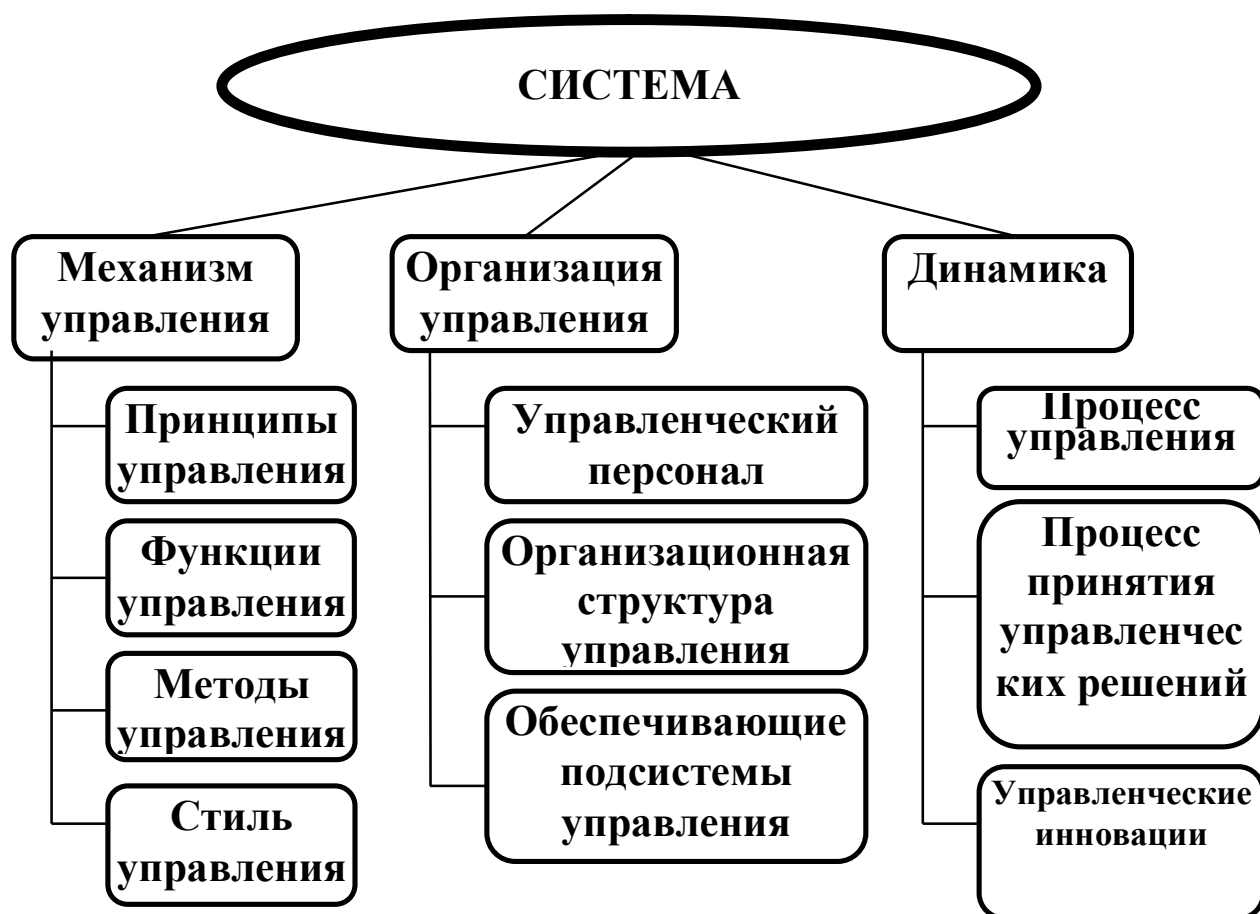 СИСТЕМА
Механизм
управления
Организация
управления
Динамика
Принципы
управления
Функции
управления
Методы
управления
Стиль
управления
Управленческий
персонал
Организационная
структура
управления
Обеспечивающие
подсистемы
управления
Процесс
управления
Процесс
принятия
управленчес
ких решений
Управленческие
инновации